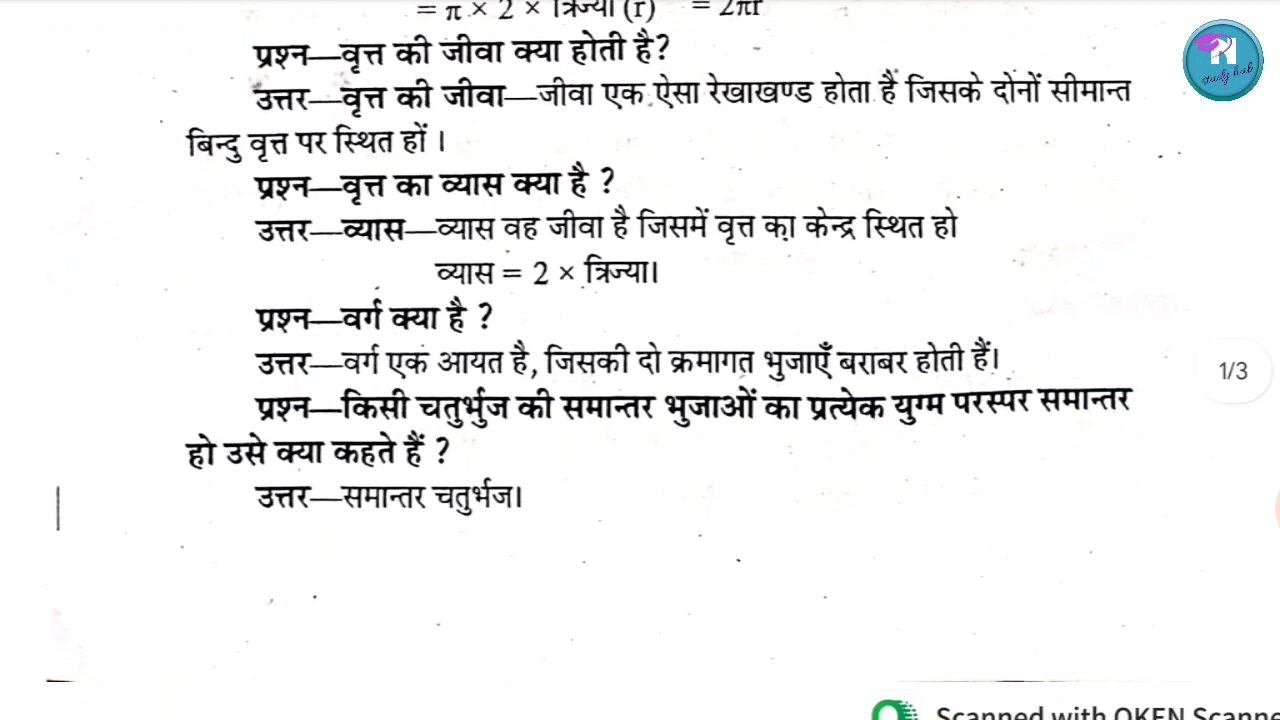 = π × 2 × त्रिज्या (r) = 2πr
प्रश्न—वृत्त की जीवा क्या होती है?
उत्तर—वृत्त की जीवा—जीवा एक ऐसा रेखाखण्ड होता है जिसके दोनों सीमान्त
बिन्दु वृत्त पर स्थित हों ।
प्रश्न—वृत्त का व्यास क्या है ?
उत्तर—व्यास—व्यास वह जीवा है जिसमें वृत्त का केन्द्र स्थित हो
व्यास = 2 × त्रिज्या।
प्रश्न—वर्ग क्या है ?
उत्तर—वर्ग एक आयत है, जिसकी दो क्रमागत भुजाएँ बराबर होती हैं।
प्रश्न—किसी चतुर्भुज की समान्तर भुजाओं का प्रत्येक युग्म परस्पर समान्तर
हो उसे क्या कहते हैं ?
उत्तर—समान्तर चतुर्भज।
study hub
1/3
Scanned with OKEN Scanne